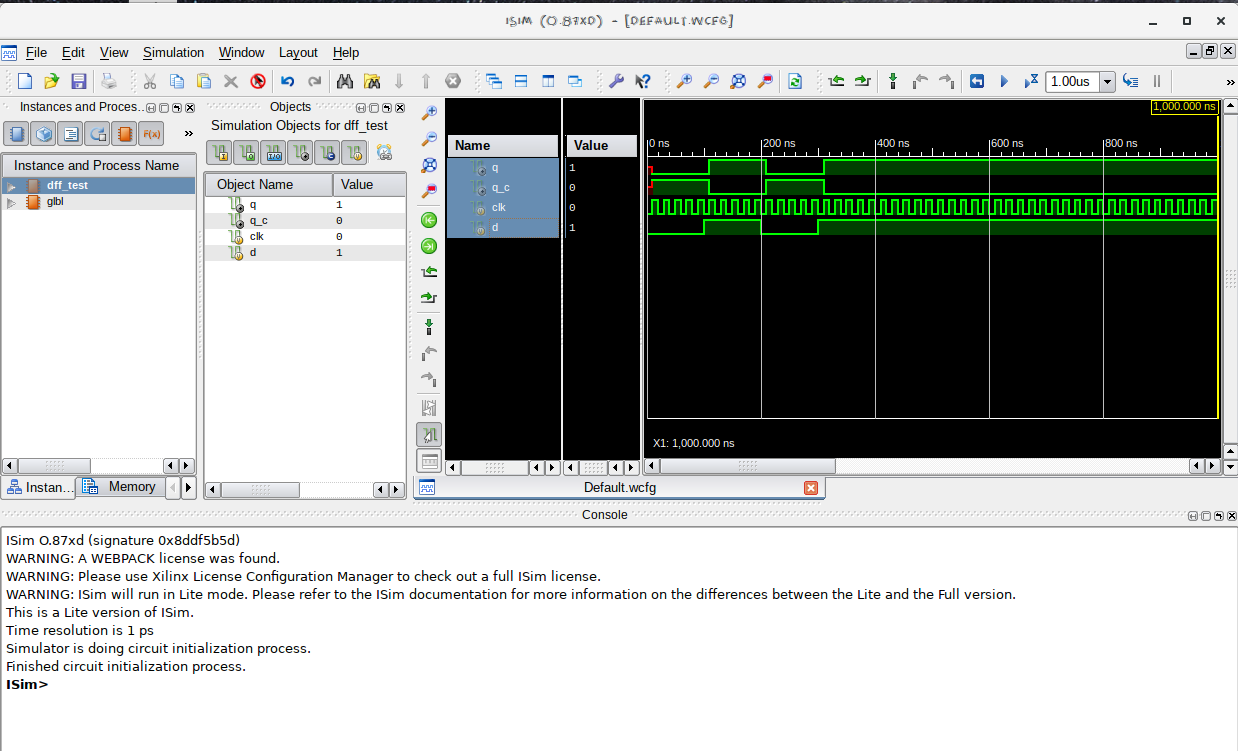 ISIM (O.87XD) - [DEFAULT.WCFG]
File Edit View Simulation Window Layout Help
1.00us
»
Instances and Proces..
»
Instance and Process Name
dff_test
glbl
Instan...
Memory
Objects
Simulation Objects for dff_test
Object Name Value
q 1
q_c 0
clk 0
d 1
Name Value
q 1
q_c 0
clk 0
d 1
1,000.000 ns
0 ns 200 ns 400 ns 600 ns 800 ns
X1: 1,000.000 ns
Default.wcfg
Console
ISim O.87xd (signature 0x8ddf5b5d)
WARNING: A WEBPACK license was found.
WARNING: Please use Xilinx License Configuration Manager to check out a full ISim license.
WARNING: ISim will run in Lite mode. Please refer to the ISim documentation for more information on the differences between the Lite and the Full version.
This is a Lite version of ISim.
Time resolution is 1 ps
Simulator is doing circuit initialization process.
Finished circuit initialization process.
ISim>